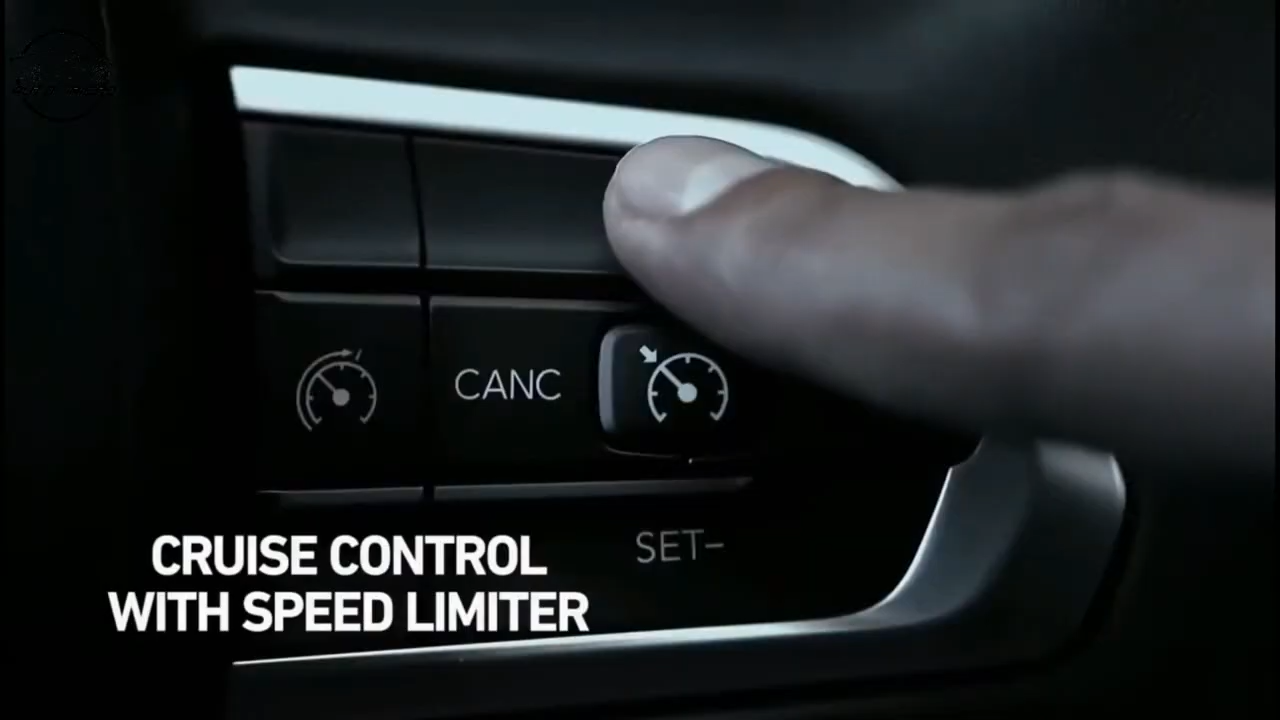 CANC
SET–
CRUISE CONTROL
WITH SPEED LIMITER